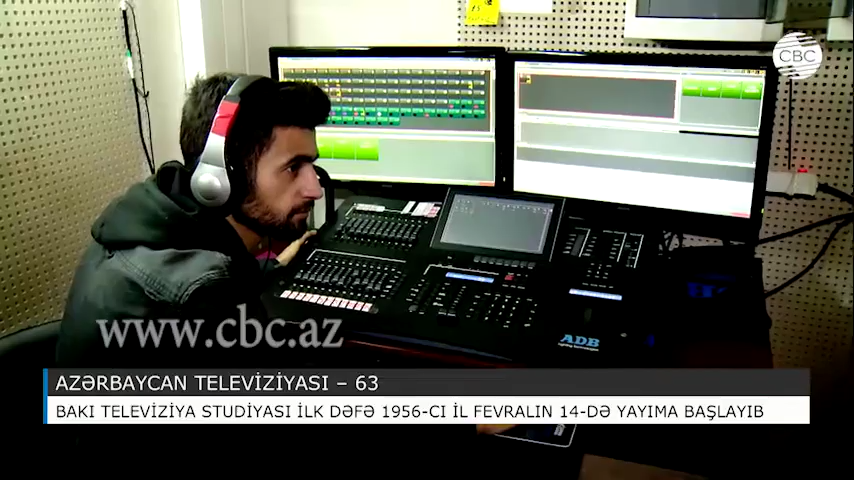 CBC
ADB
www.cbc.az
AZƏRBAYCAN TELEVİZİYASI – 63
BAKI TELEVİZİYA STUDİYASI İLK DƏFƏ 1956-CI İL FEVRALIN 14-DƏ YAYIMA BAŞLAYIB